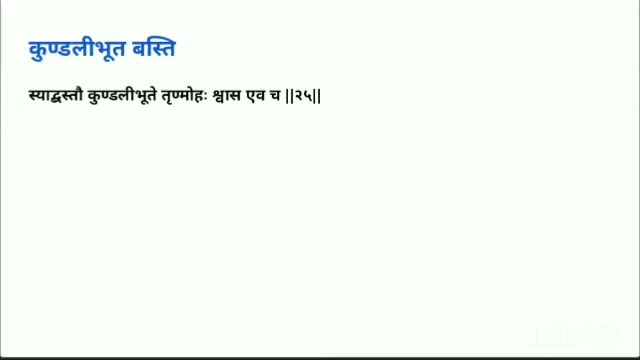 कुण्डलीभूत बस्ति
स्याद्बस्तौ कुण्डलीभूते तृण्मोहः श्वास एव च ||२५||